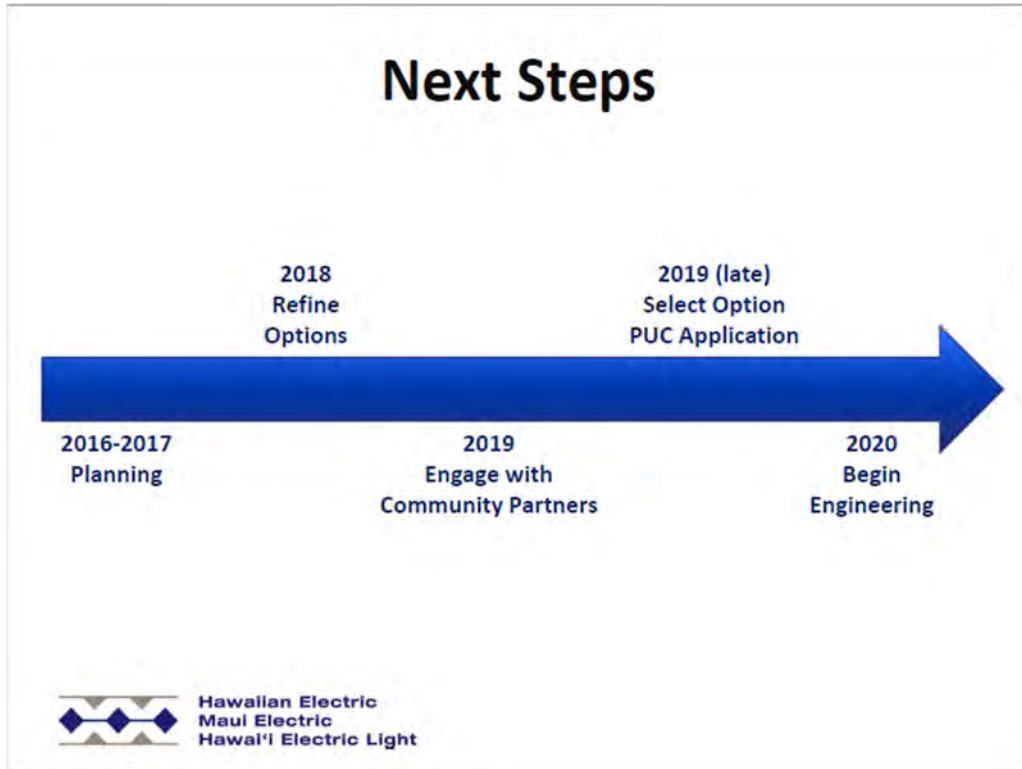 Next Steps
2018
Refine
Options
2019 (late)
Select Option
PUC Application
2016-2017
Planning
2019
Engage with
Community Partners
2020
Begin
Engineering
Hawaiian Electric
Maui Electric
Hawai‘i Electric Light